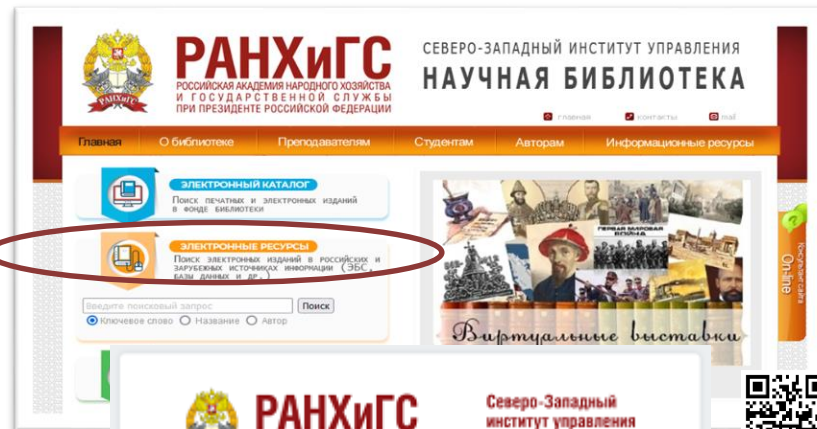 РАНХиГС
РОССИЙСКАЯ АКАДЕМИЯ НАРОДНОГО ХОЗЯЙСТВА
И ГОСУДАРСТВЕННОЙ СЛУЖБЫ
ПРИ ПРЕЗИДЕНТЕ РОССИЙСКОЙ ФЕДЕРАЦИИ
СЕВЕРО-ЗАПАДНЫЙ ИНСТИТУТ УПРАВЛЕНИЯ
НАУЧНАЯ БИБЛИОТЕКА
РАНХиГС
главная контакты mail
Главная О библиотеке Преподавателям Студентам Авторам Информационные ресурсы
ЭЛЕКТРОННЫЙ КАТАЛОГ
Поиск печатных и электронных изданий
в фонде библиотеки
ЭЛЕКТРОННЫЕ РЕСУРСЫ
Поиск электронных изданий в российских и
зарубежных источниках информации (ЭБС,
базы данных и др.)
Введите поисковый запрос Поиск
Ключевое слово Название Автор
ПЕРВАЯ МИРОВАЯ
ВОЙНА
Виртуальные выставки
?
Консультант сайта
On-line
РАНХиГС
Северо-Западный
институт управления